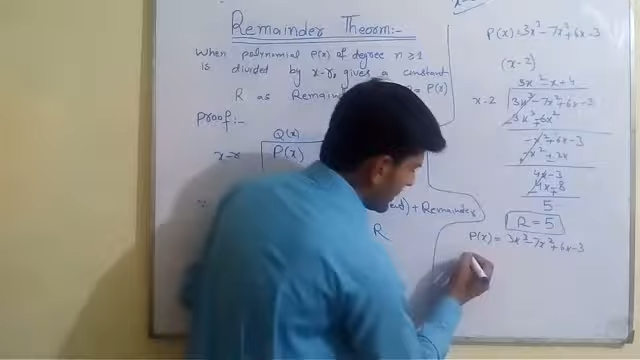 Remainder Theorem:-
When polynomial P(x) of degree n ≥ 1
is divided by x-r, gives a constant
R as Remain P(x)
Proof:-
Q(x)
x-r P(x)
∵ + Remainder
R
P(x) = 3x³ - 7x² + 6x - 3
(x-2)
3x² - x + 4
x-2 3x³ - 7x² + 6x - 3
3x³ 6x²
-x² + 6x - 3
-x² 2x
4x - 3
4x - 8
5
R = 5
P(x) = 3x³ - 7x² + 6x - 3